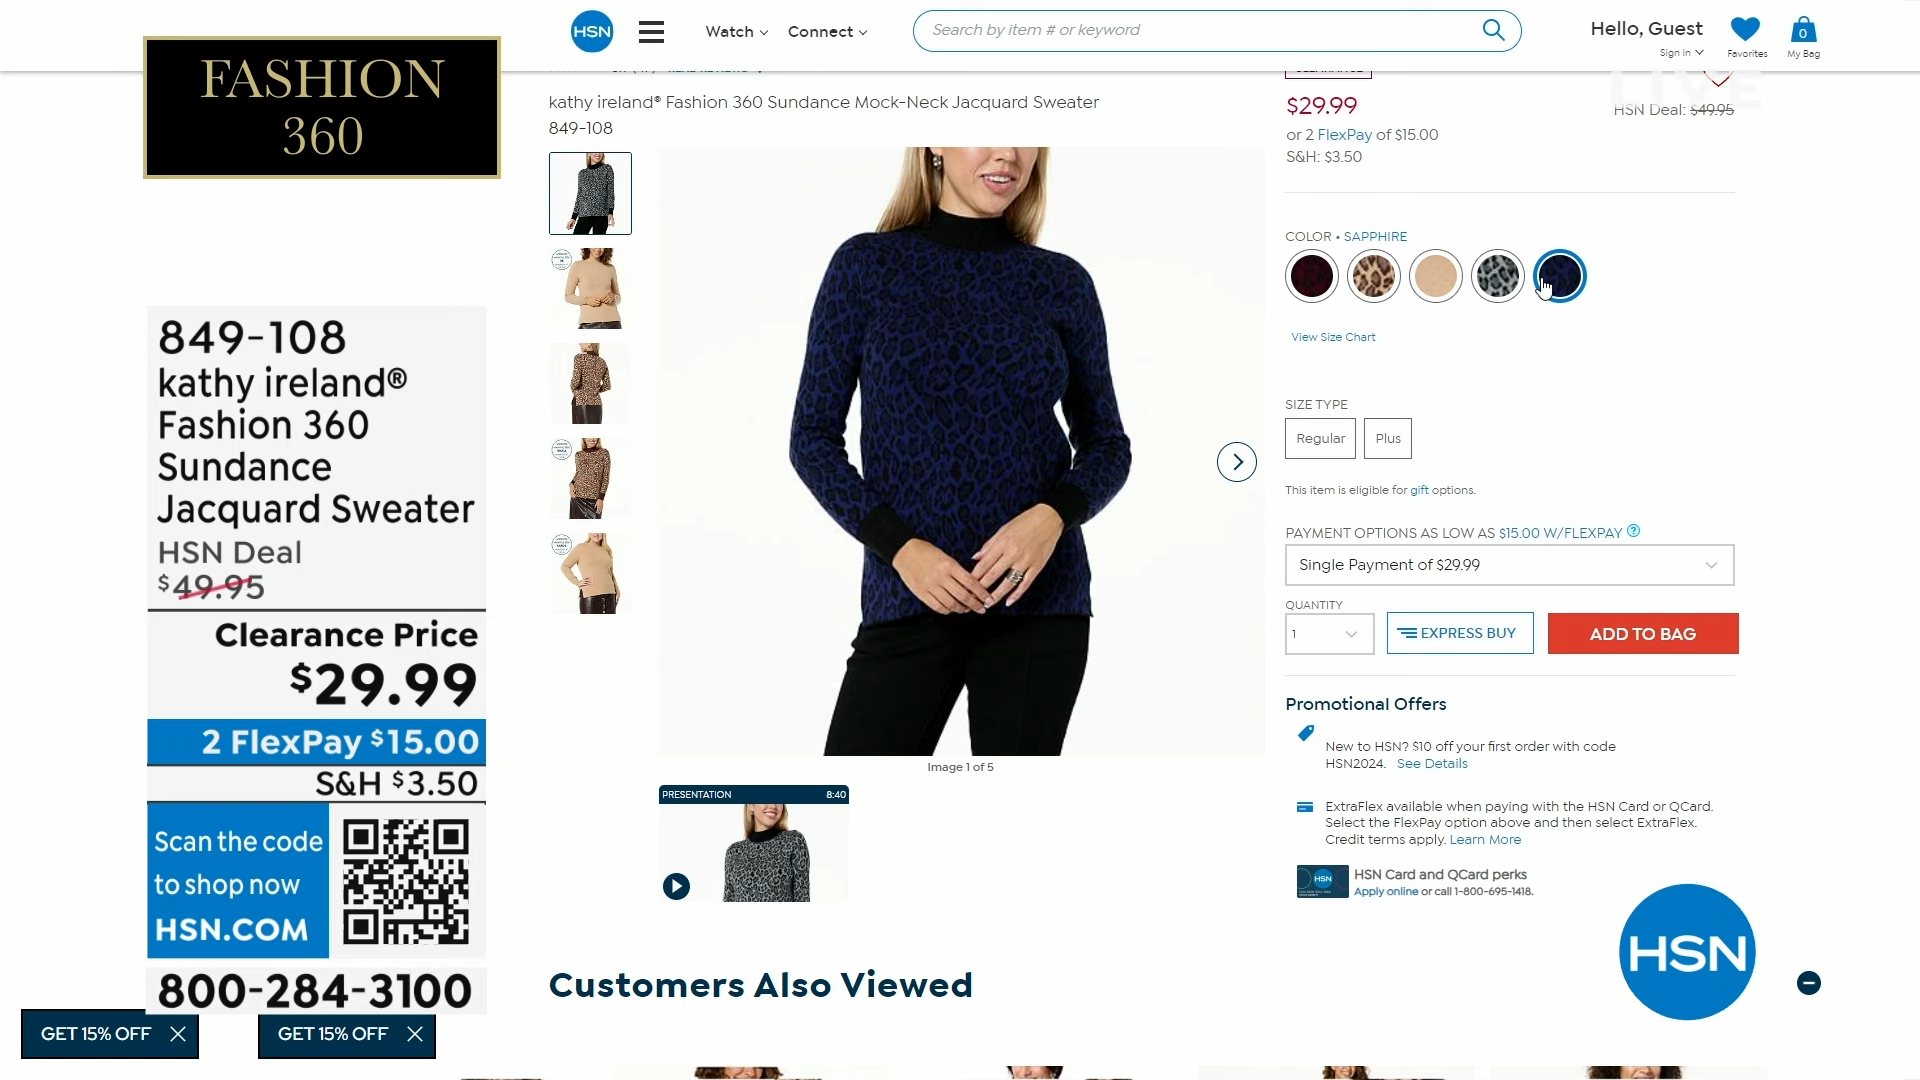 HSN
Watch
Connect
Search by item # or keyword
Hello, Guest
Sign In
Favorites
0
My Bag
FASHION
360
LIVE
kathy ireland® Fashion 360 Sundance Mock-Neck Jacquard Sweater
849-108
$29.99
HSN Deal: $49.95
or 2 FlexPay of $15.00
S&H: $3.50
COLOR • SAPPHIRE
View Size Chart
SIZE TYPE
Regular
Plus
This item is eligible for gift options.
PAYMENT OPTIONS AS LOW AS $15.00 W/FLEXPAY ?
Single Payment of $29.99
QUANTITY
1
EXPRESS BUY
ADD TO BAG
Promotional Offers
New to HSN? $10 off your first order with code
HSN2024. See Details
ExtraFlex available when paying with the HSN Card or QCard.
Select the FlexPay option above and then select ExtraFlex.
Credit terms apply. Learn More
HSN
HSN Card and QCard perks
Apply online or call 1-800-695-1418.
849-108
kathy ireland®
Fashion 360
Sundance
Jacquard Sweater
HSN Deal
$49.95
Clearance Price
$29.99
2 FlexPay $15.00
S&H $3.50
Scan the code
to shop now
HSN.COM
800-284-3100
GET 15% OFF
GET 15% OFF
Image 1 of 5
PRESENTATION 8:40
Customers Also Viewed
HSN